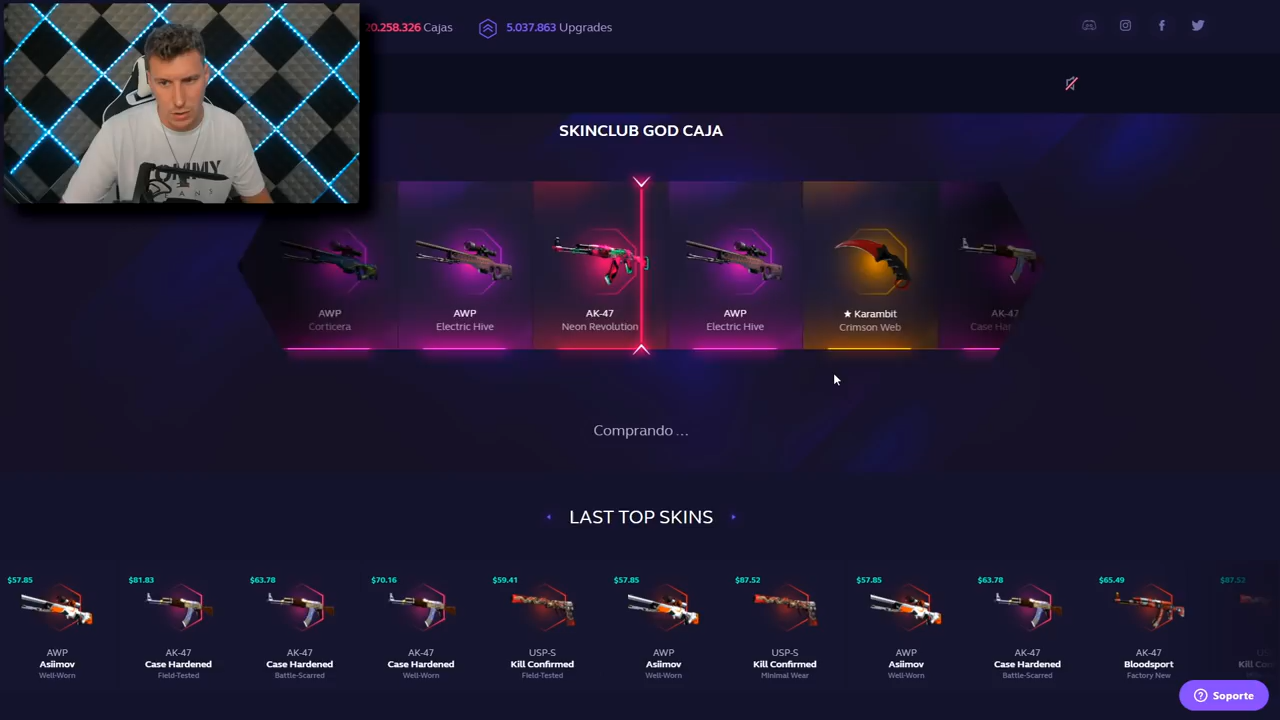 20.258.326 Cajas
5.037.863 Upgrades
TOMMY
SKINCLUB GOD CAJA
AWP
Corticera
AWP
Electric Hive
AK-47
Neon Revolution
AWP
Electric Hive
★ Karambit
Crimson Web
AK-47
Case Har
Comprando ...
LAST TOP SKINS
$57.85
AWP
Asiimov
Well-Worn
$81.83
AK-47
Case Hardened
Field-Tested
$63.78
AK-47
Case Hardened
Battle-Scarred
$70.16
AK-47
Case Hardened
Well-Worn
$59.41
USP-S
Kill Confirmed
Field-Tested
$57.85
AWP
Asiimov
Well-Worn
$87.52
USP-S
Kill Confirmed
Minimal Wear
$57.85
AWP
Asiimov
Well-Worn
$63.78
AK-47
Case Hardened
Battle-Scarred
$65.49
AK-47
Bloodsport
Factory New
$87.52
Soporte